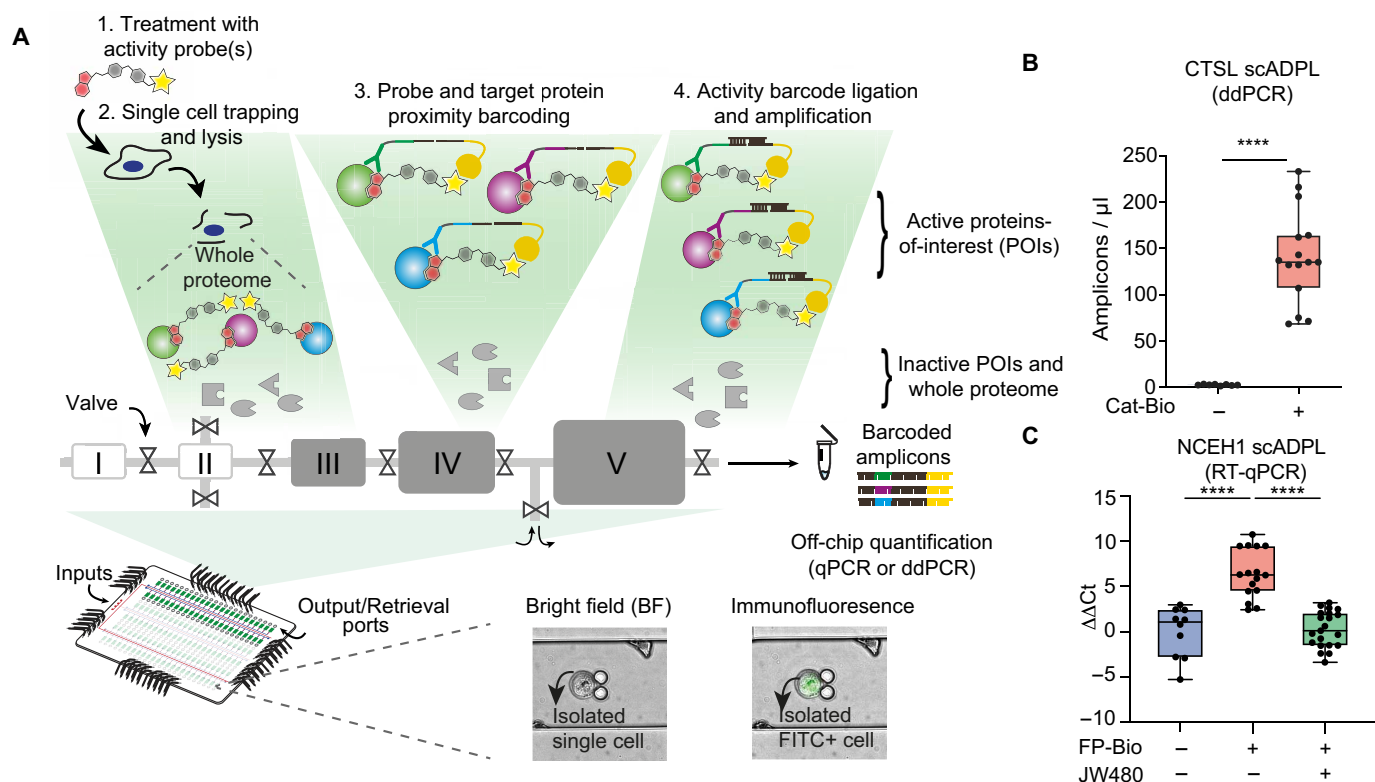 A
1. Treatment with
activity probe(s)
2. Single cell trapping
and lysis
Whole
proteome
3. Probe and target protein
proximity barcoding
4. Activity barcode ligation
and amplification
Active proteins-
of-interest (POIs)
Inactive POIs and
whole proteome
Valve
I
II
III
IV
V
Barcoded
amplicons
Off-chip quantification
(qPCR or ddPCR)
Inputs
Output/Retrieval
ports
Bright field (BF)
Isolated
single cell
Immunofluoresence
Isolated
FITC+ cell
B
CTSL scADPL
(ddPCR)
****
Amplicons / µl
250
200
150
100
50
0
Cat-Bio
–
+
C
NCEH1 scADPL
(RT-qPCR)
**** ****
ΔΔCt
15
10
5
0
−5
−10
FP-Bio – + +
JW480 – – +